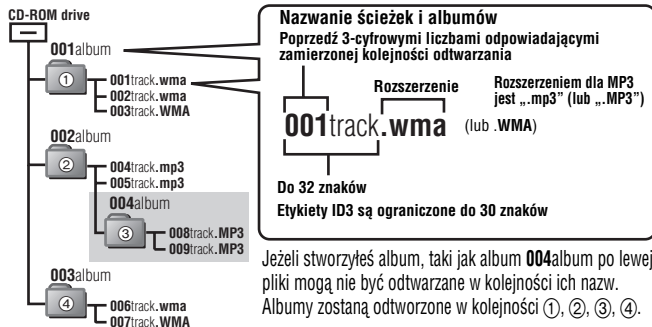 CD-ROM drive
001album
①
001track.wma
002track.wma
003track.WMA
002album
②
004track.mp3
005track.mp3
004album
③
008track.MP3
009track.MP3
003album
④
006track.wma
007track.WMA
Nazwanie ścieżek i albumów
Poprzedź 3-cyfrowymi liczbami odpowiadającymi
zamierzonej kolejności odtwarzania
Rozszerzenie
Rozszerzeniem dla MP3
jest „.mp3” (lub „.MP3”)
001track.wma (lub .WMA)
Do 32 znaków
Etykiety ID3 są ograniczone do 30 znaków
Jeżeli stworzyłeś album, taki jak album 004album po lewej
pliki mogą nie być odtwarzane w kolejności ich nazw.
Albumy zostaną odtworzone w kolejności ①, ②, ③, ④.